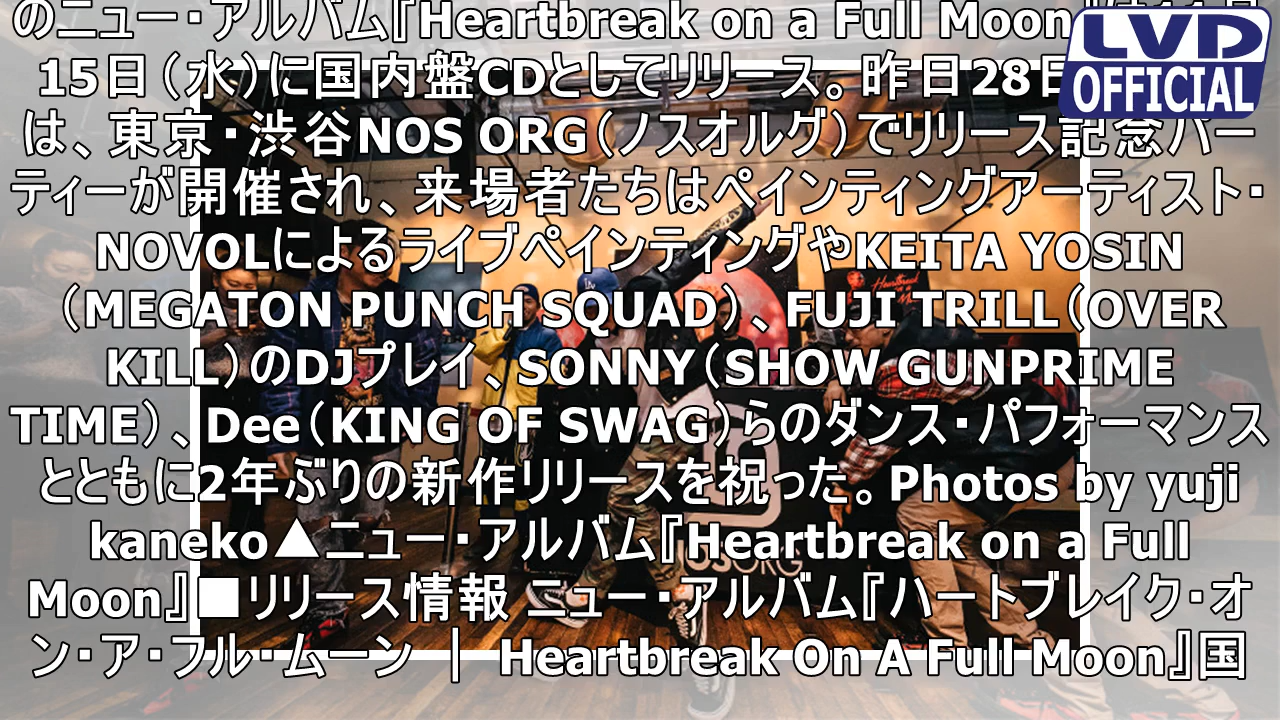 のニュー・アルバム『Heartbreak on a Full Moon
15日（水）に国内盤CDとしてリリース。昨日28日
は、東京・渋谷NOS ORG（ノスオルグ）でリリース記念パー
ティーが開催され、来場者たちはペインティングアーティスト・
NOVOLによるライブペインティングやKEITA YOSIN
（MEGATON PUNCH SQUAD）、FUJI TRILL（OVER
KILL）のDJプレイ、SONNY（SHOW GUNPRIME
TIME）、Dee（KING OF SWAG）らのダンス・パフォーマンス
とともに2年ぶりの新作リリースを祝った。Photos by yuji
kaneko▲ニュー・アルバム『Heartbreak on a Full
Moon』■リリース情報 ニュー・アルバム『ハートブレイク・オ
ン・ア・フル・ムーン ｜ Heartbreak On A Full Moon』国
LVD
OFFICIAL
Heartbreak
ORG